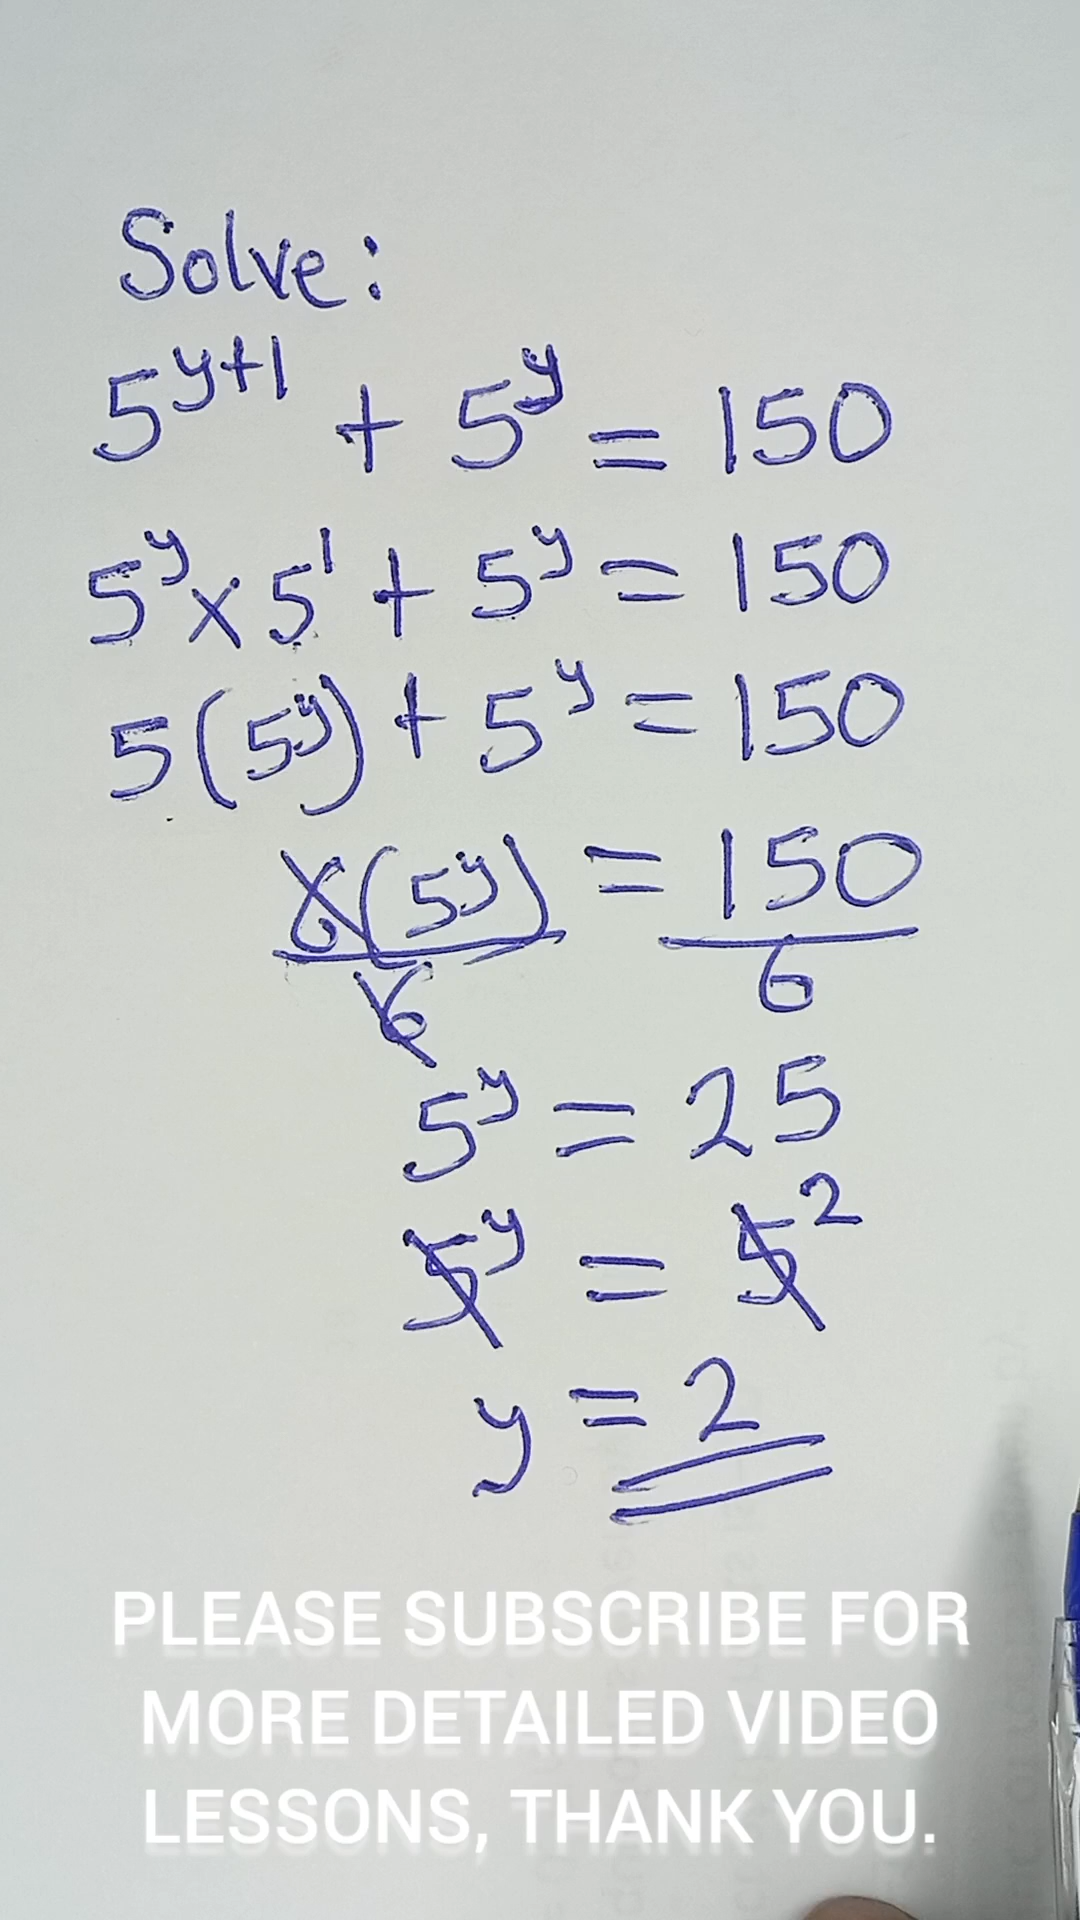 Solve:
5^{y+1} + 5^y = 150
5^y × 5^1 + 5^y = 150
5(5^y) + 5^y = 150
6(5^y) = 150
6 6
5^y = 25
5^y = 5^2
y = 2
PLEASE SUBSCRIBE FOR
MORE DETAILED VIDEO
LESSONS, THANK YOU.